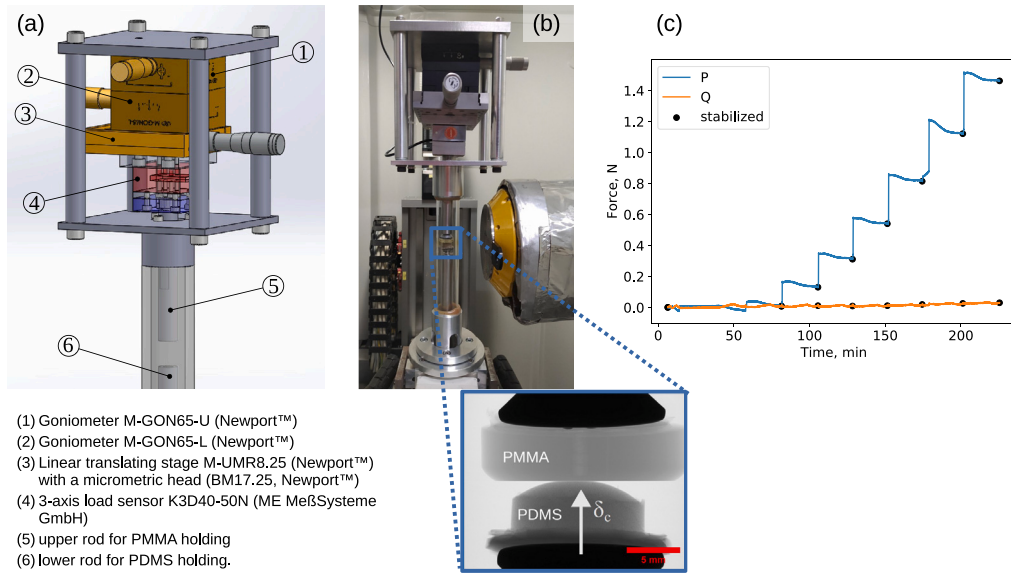 (a)
①
②
③
④
⑤
⑥
(b)
(c)
P
Q
stabilized
Force, N
1.4
1.2
1.0
0.8
0.6
0.4
0.2
0.0
0
50
100
150
200
Time, min
PMMA
PDMS
δc
5 mm
(1) Goniometer M-GON65-U (Newport™)
(2) Goniometer M-GON65-L (Newport™)
(3) Linear translating stage M-UMR8.25 (Newport™)
with a micrometric head (BM17.25, Newport™)
(4) 3-axis load sensor K3D40-50N (ME MeßSysteme
GmbH)
(5) upper rod for PMMA holding
(6) lower rod for PDMS holding.